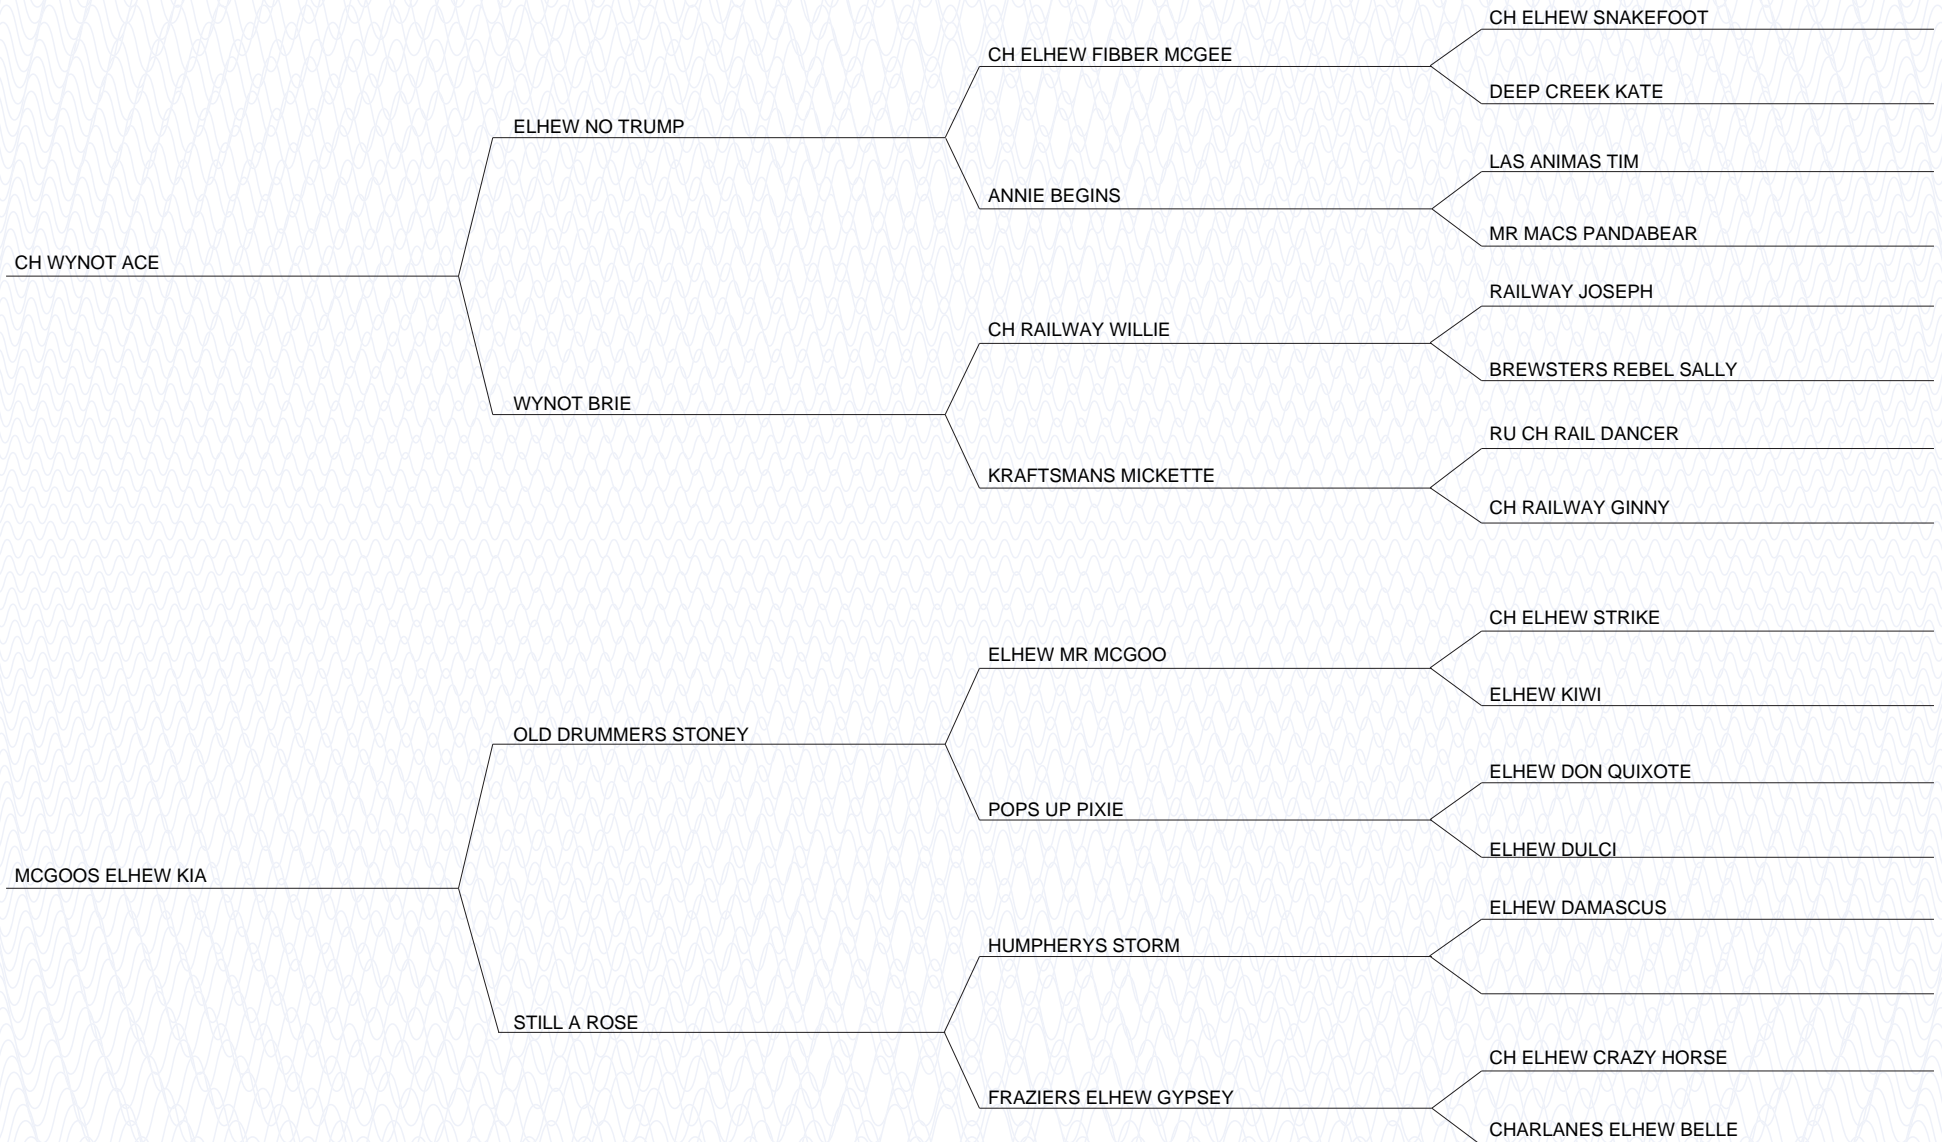 CH ELHEW SNAKEFOOT
CH ELHEW FIBBER MCGEE
DEEP CREEK KATE
ELHEW NO TRUMP
LAS ANIMAS TIM
ANNIE BEGINS
MR MACS PANDABEAR
CH WYNOT ACE
RAILWAY JOSEPH
CH RAILWAY WILLIE
BREWSTERS REBEL SALLY
WYNOT BRIE
RU CH RAIL DANCER
KRAFTSMANS MICKETTE
CH RAILWAY GINNY
CH ELHEW STRIKE
ELHEW MR MCGOO
ELHEW KIWI
OLD DRUMMERS STONEY
ELHEW DON QUIXOTE
POPS UP PIXIE
ELHEW DULCI
MCGOOS ELHEW KIA
ELHEW DAMASCUS
HUMPHERYS STORM
STILL A ROSE
CH ELHEW CRAZY HORSE
FRAZIERS ELHEW GYPSEY
CHARLANES ELHEW BELLE